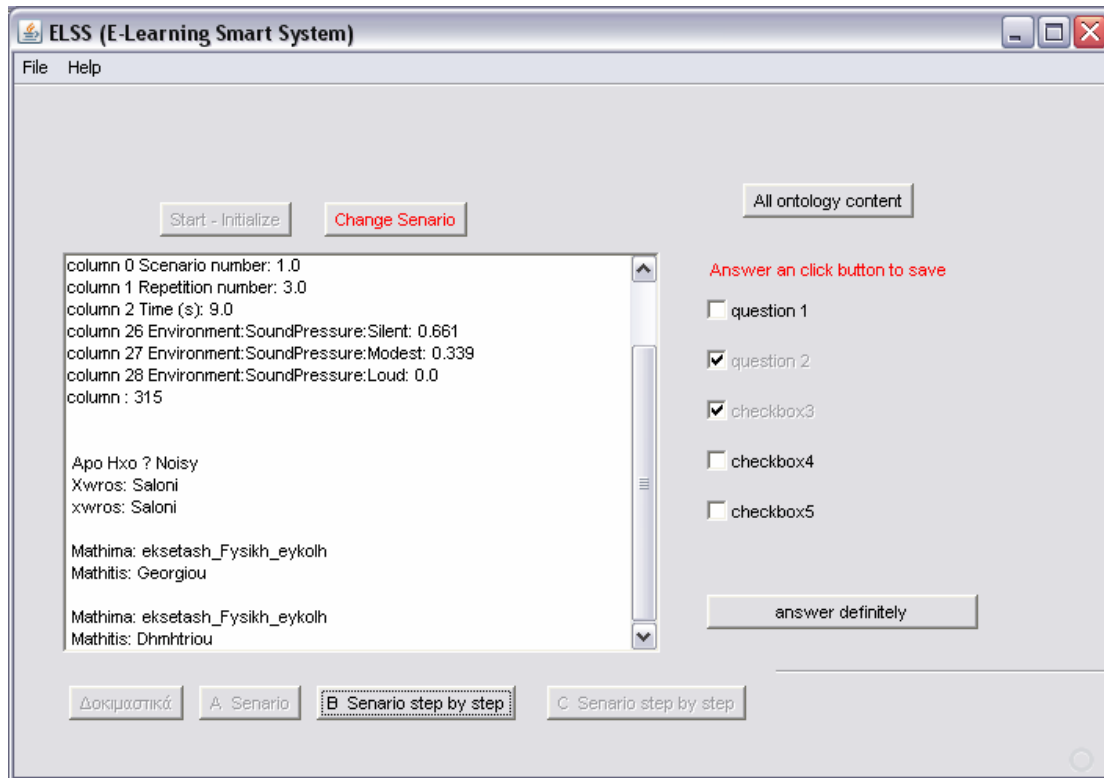 ELSS (E-Learning Smart System)
File Help
All ontology content
Start - Initialize Change Senario
column 0 Scenario number: 1.0
column 1 Repetition number: 3.0
column 2 Time (s): 9.0
column 26 Environment:SoundPressure:Silent: 0.661
column 27 Environment:SoundPressure:Modest: 0.339
column 28 Environment:SoundPressure:Loud: 0.0
column : 315
Apo Hxo ? Noisy
Xwros: Saloni
xwros: Saloni
Mathima: eksetash_Fysikh_eykolh
Mathitis: Georgiou
Mathima: eksetash_Fysikh_eykolh
Mathitis: Dhmhtriou
Answer an click button to save
question 1
question 2
checkbox3
checkbox4
checkbox5
answer definitely
Δοκιμαστικά A Senario B Senario step by step C Senario step by step